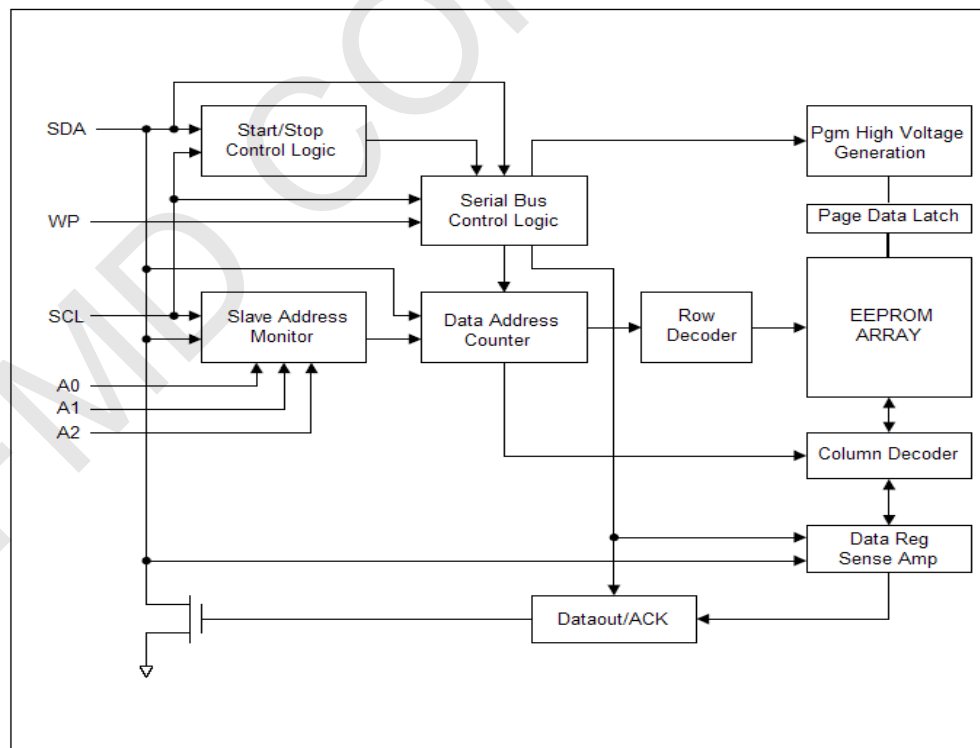 SDA
Start/Stop
Control Logic
Pgm High Voltage
Generation
WP
Serial Bus
Control Logic
Page Data Latch
SCL
Slave Address
Monitor
Data Address
Counter
Row
Decoder
EEPROM
ARRAY
A0
A1
A2
Column Decoder
Data Reg
Sense Amp
Dataout/ACK